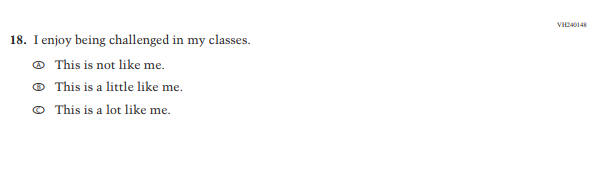 VH240148
18. I enjoy being challenged in my classes.
Ⓐ This is not like me.
Ⓑ This is a little like me.
Ⓒ This is a lot like me.